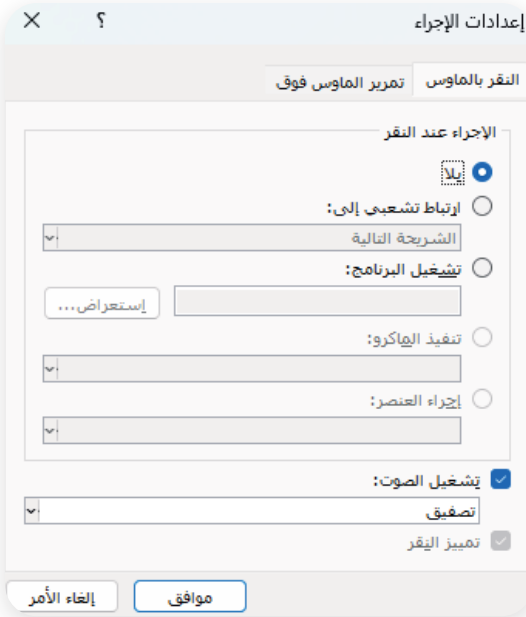 إعدادات الإجراء
النقر بالماوس تمرير الماوس فوق
الإجراء عند النقر
بلا
ارتباط تشعبي إلى:
الشريحة التالية
تشغيل البرنامج:
إستعراض...
تنفيذ الماكرو:
إجراء العنصر:
تشغيل الصوت:
تصفيق
تمييز النقر
موافق إلغاء الأمر